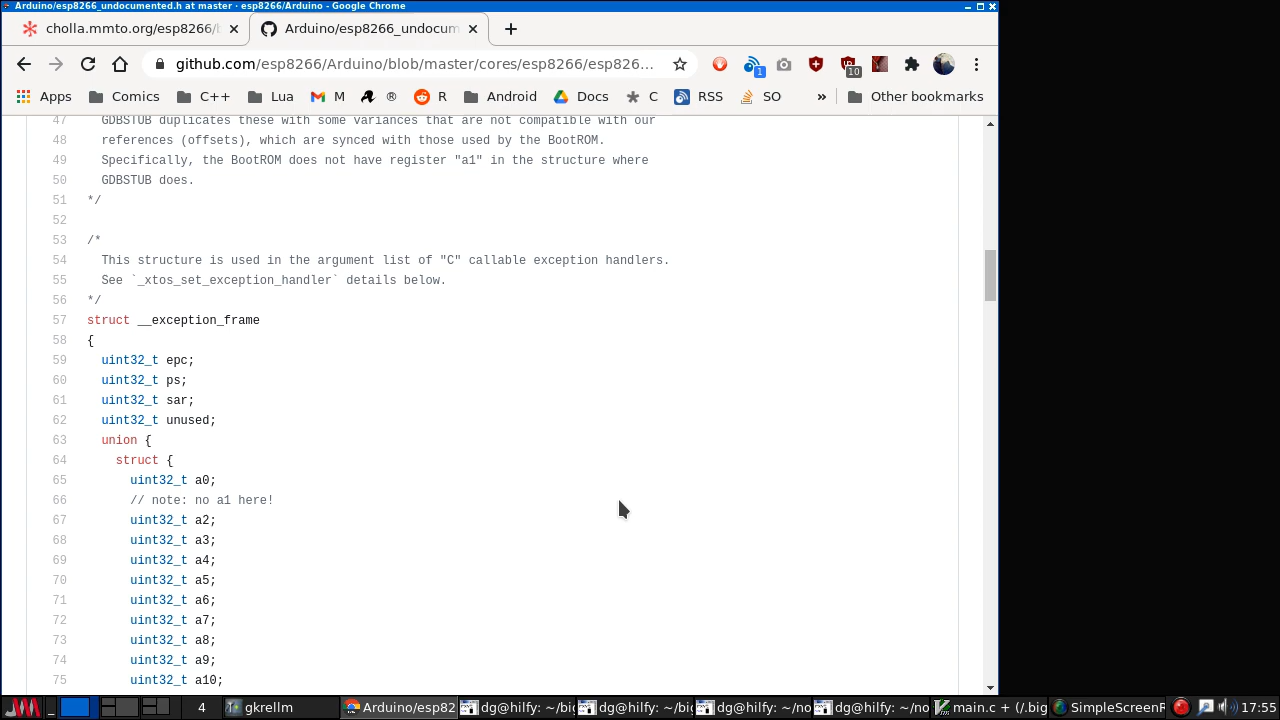 Arduino/esp8266_undocumented.h at master · esp8266/Arduino - Google Chrome
cholla.mmto.org/esp8266/
Arduino/esp8266_undocum
github.com/esp8266/Arduino/blob/master/cores/esp8266/esp826...
1
10
Apps Comics C++ Lua M ® R Android Docs C RSS SO » Other bookmarks
47 GDBSTUB duplicates these with some variances that are not compatible with our
48 references (offsets), which are synced with those used by the BootROM.
49 Specifically, the BootROM does not have register "a1" in the structure where
50 GDBSTUB does.
51 */
52
53 /*
54 This structure is used in the argument list of "C" callable exception handlers.
55 See `_xtos_set_exception_handler` details below.
56 */
57 struct __exception_frame
58 {
59 uint32_t epc;
60 uint32_t ps;
61 uint32_t sar;
62 uint32_t unused;
63 union {
64 struct {
65 uint32_t a0;
66 // note: no a1 here!
67 uint32_t a2;
68 uint32_t a3;
69 uint32_t a4;
70 uint32_t a5;
71 uint32_t a6;
72 uint32_t a7;
73 uint32_t a8;
74 uint32_t a9;
75 uint32_t a10;
_ 4 gkrellm Arduino/esp82 dg@hilfy: ~/big dg@hilfy: ~/big dg@hilfy: ~/no dg@hilfy: ~/no main.c + (/.big SimpleScreenR 17:55